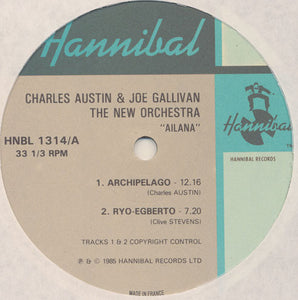 Hannibal
CHARLES AUSTIN & JOE GALLIVAN
THE NEW ORCHESTRA
"AILANA"
HNBL 1314/A
33 1/3 RPM
Hannibal
HANNIBAL RECORDS
1. ARCHIPELAGO - 12.16
(Charles AUSTIN)
2. RYO-EGBERTO - 7.20
(Clive STEVENS)
TRACKS 1 & 2 COPYRIGHT CONTROL
℗ & © 1985 HANNIBAL RECORDS LTD
MADE IN FRANCE